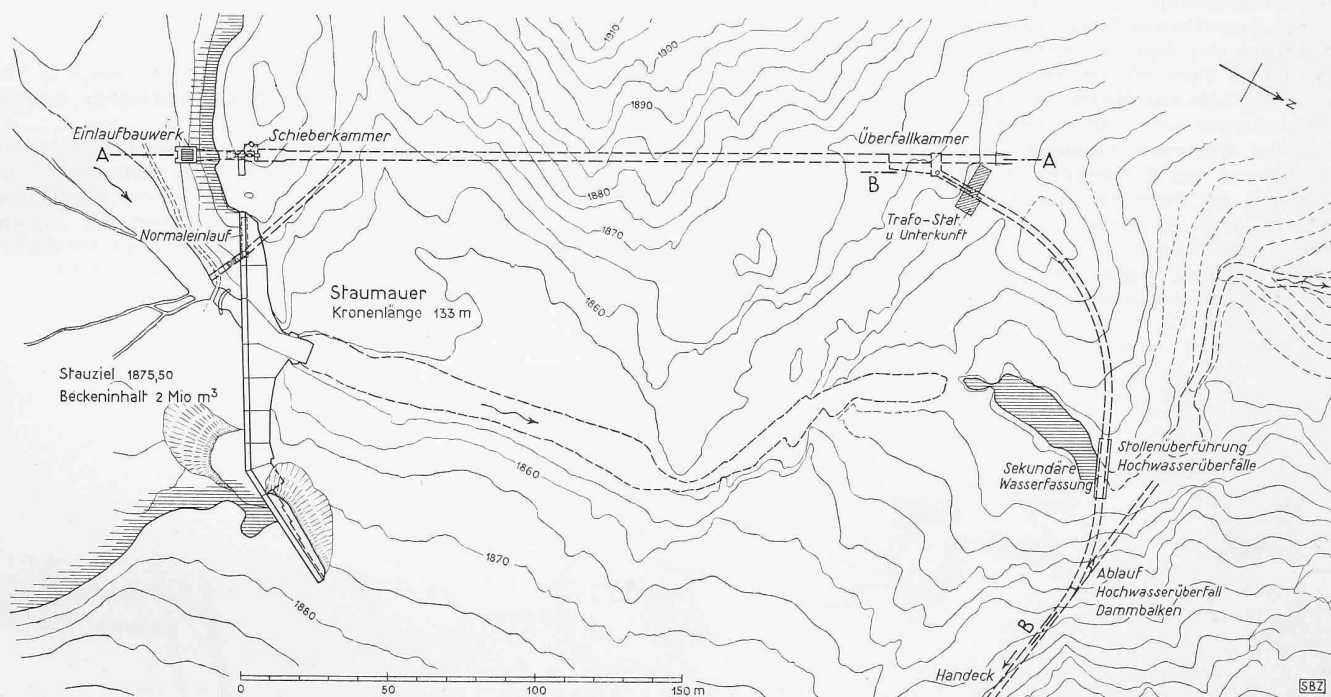 1910
1900
1890
N
Einlaufbauwerk
Schieberkammer
Überfallkammer
A
A
B
1880
1870
Trafo-Stat.
u Unterkunft
Normaleinlauf
Staumauer
Kronenlänge 133 m
1860
Stauziel 1875,50
Beckeninhalt 2 Mio m³
1860
Sekundäre
Wasserfassung
Stollenüberführung
Hochwasserüberfälle
1870
1880
Ablauf
Hochwasserüberfall
Dammbalken
B
Handeck
0 50 100 150 m
SBZ